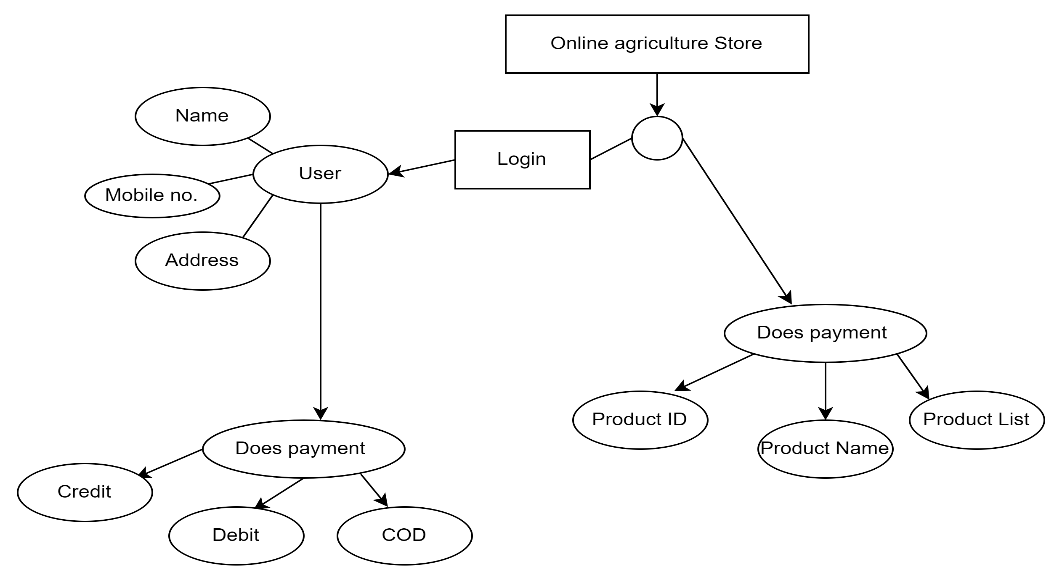 Online agriculture Store
Name
Login
User
Mobile no.
Address
Does payment
Product ID
Product Name
Product List
Does payment
Credit
Debit
COD